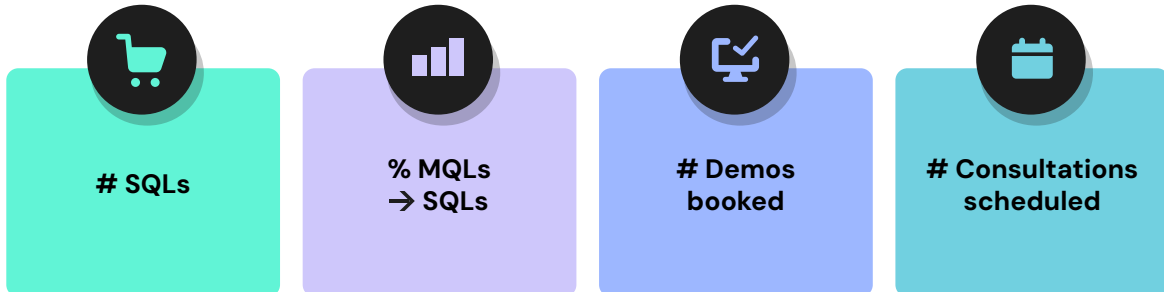 # SQLs
% MQLs
→ SQLs
# Demos
booked
# Consultations
scheduled